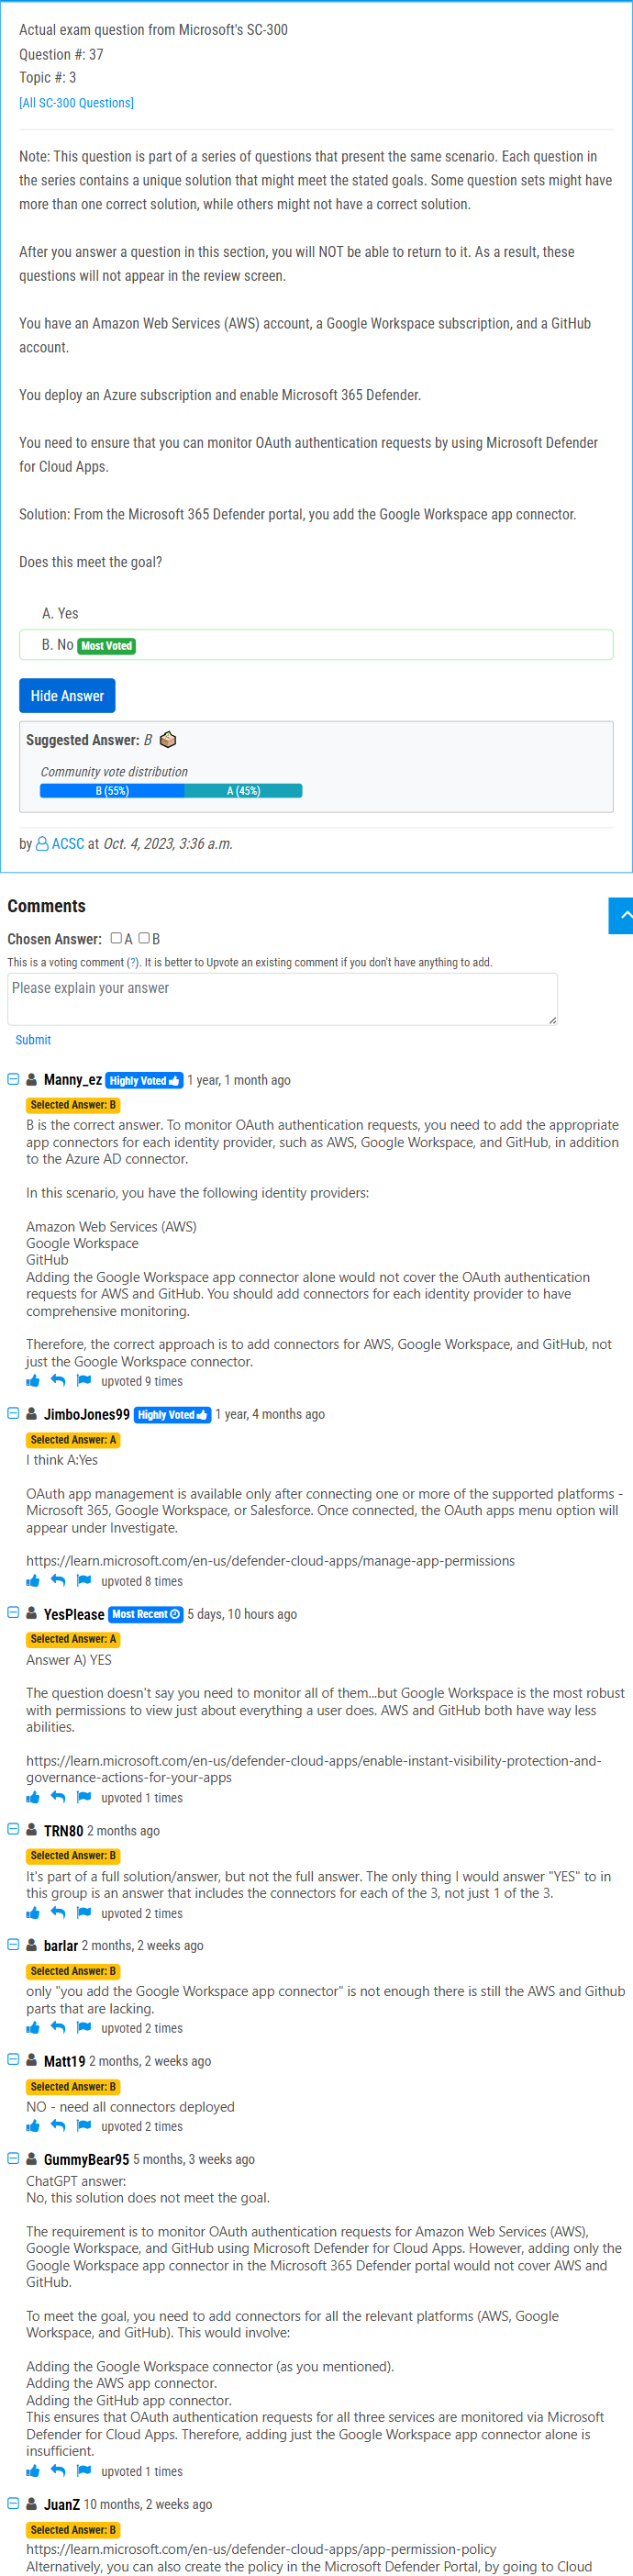 Actual exam question from Microsoft's SC-300
Question #: 37
Topic #: 3
[All SC-300 Questions]
Note: This question is part of a series of questions that present the same scenario. Each question in
the series contains a unique solution that might meet the stated goals. Some question sets might have
more than one correct solution, while others might not have a correct solution.
After you answer a question in this section, you will NOT be able to return to it. As a result, these
questions will not appear in the review screen.
You have an Amazon Web Services (AWS) account, a Google Workspace subscription, and a GitHub
account.
You deploy an Azure subscription and enable Microsoft 365 Defender.
You need to ensure that you can monitor OAuth authentication requests by using Microsoft Defender
for Cloud Apps.
Solution: From the Microsoft 365 Defender portal, you add the Google Workspace app connector.
Does this meet the goal?
A. Yes
B. No Most Voted
Hide Answer
Suggested Answer: B
Community vote distribution
B (55%) A (45%)
by ACSC at Oct. 4, 2023, 3:36 a.m.
Comments
Chosen Answer: A B
This is a voting comment (?). It is better to Upvote an existing comment if you don't have anything to add.
Please explain your answer
Submit
Manny_ez Highly Voted 1 year, 1 month ago
Selected Answer: B
B is the correct answer. To monitor OAuth authentication requests, you need to add the appropriate
app connectors for each identity provider, such as AWS, Google Workspace, and GitHub, in addition
to the Azure AD connector.
In this scenario, you have the following identity providers:
Amazon Web Services (AWS)
Google Workspace
GitHub
Adding the Google Workspace app connector alone would not cover the OAuth authentication
requests for AWS and GitHub. You should add connectors for each identity provider to have
comprehensive monitoring.
Therefore, the correct approach is to add connectors for AWS, Google Workspace, and GitHub, not
just the Google Workspace connector.
upvoted 9 times
JimboJones99 Highly Voted 1 year, 4 months ago
Selected Answer: A
I think A:Yes
OAuth app management is available only after connecting one or more of the supported platforms -
Microsoft 365, Google Workspace, or Salesforce. Once connected, the OAuth apps menu option will
appear under Investigate.
https://learn.microsoft.com/en-us/defender-cloud-apps/manage-app-permissions
upvoted 8 times
YesPlease Most Recent 5 days, 10 hours ago
Selected Answer: A
Answer A) YES
The question doesn't say you need to monitor all of them...but Google Workspace is the most robust
with permissions to view just about everything a user does. AWS and GitHub both have way less
abilities.
https://learn.microsoft.com/en-us/defender-cloud-apps/enable-instant-visibility-protection-and-
governance-actions-for-your-apps
upvoted 1 times
TRN80 2 months ago
Selected Answer: B
It's part of a full solution/answer, but not the full answer. The only thing I would answer "YES" to in
this group is an answer that includes the connectors for each of the 3, not just 1 of the 3.
upvoted 2 times
barlar 2 months, 2 weeks ago
Selected Answer: B
only "you add the Google Workspace app connector" is not enough there is still the AWS and Github
parts that are lacking.
upvoted 2 times
Matt19 2 months, 2 weeks ago
Selected Answer: B
NO - need all connectors deployed
upvoted 2 times
GummyBear95 5 months, 3 weeks ago
ChatGPT answer:
No, this solution does not meet the goal.
The requirement is to monitor OAuth authentication requests for Amazon Web Services (AWS),
Google Workspace, and GitHub using Microsoft Defender for Cloud Apps. However, adding only the
Google Workspace app connector in the Microsoft 365 Defender portal would not cover AWS and
GitHub.
To meet the goal, you need to add connectors for all the relevant platforms (AWS, Google
Workspace, and GitHub). This would involve:
Adding the Google Workspace connector (as you mentioned).
Adding the AWS app connector.
Adding the GitHub app connector.
This ensures that OAuth authentication requests for all three services are monitored via Microsoft
Defender for Cloud Apps. Therefore, adding just the Google Workspace app connector alone is
insufficient.
upvoted 1 times
JuanZ 10 months, 2 weeks ago
Selected Answer: B
https://learn.microsoft.com/en-us/defender-cloud-apps/app-permission-policy
Alternatively, you can also create the policy in the Microsoft Defender Portal, by going to Cloud